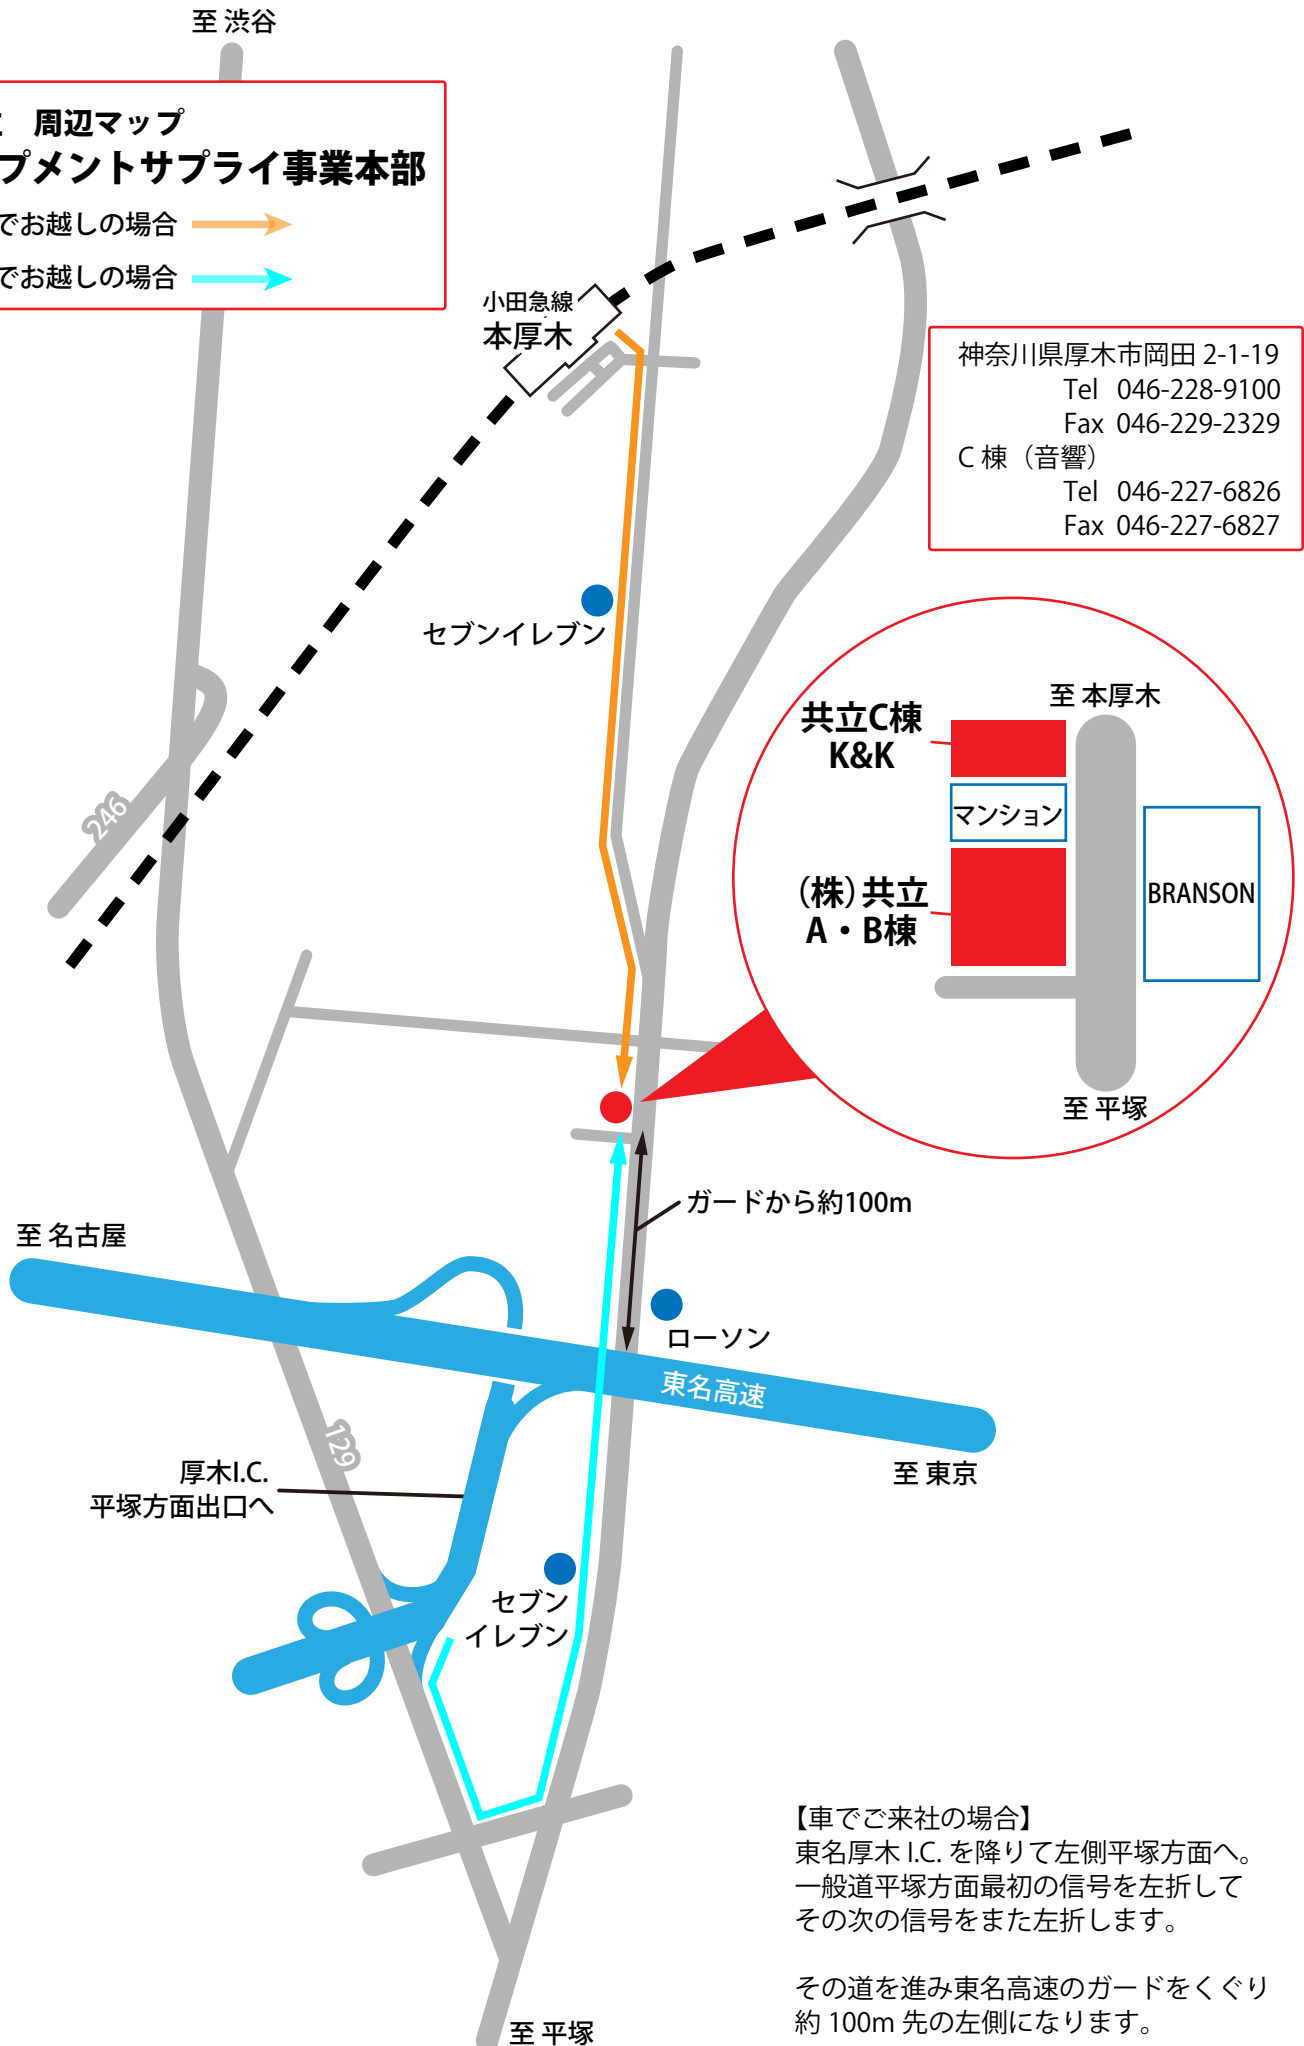 至 渋谷
周辺マップ
プメントサプライ事業本部
でお越しの場合
でお越しの場合
小田急線
本厚木
神奈川県厚木市岡田 2-1-19
Tel 046-228-9100
Fax 046-229-2329
C 棟（音響）
Tel 046-227-6826
Fax 046-227-6827
セブンイレブン
至 本厚木
共立C棟
K&K
マンション
(株)共立
A・B棟
BRANSON
至 平塚
246
ガードから約100m
至 名古屋
ローソン
東名高速
至 東京
129
厚木I.C.
平塚方面出口へ
セブン
イレブン
【車でご来社の場合】
東名厚木 I.C. を降りて左側平塚方面へ。
一般道平塚方面最初の信号を左折して
その次の信号をまた左折します。
その道を進み東名高速のガードをくぐり
約 100m 先の左側になります。
至 平塚